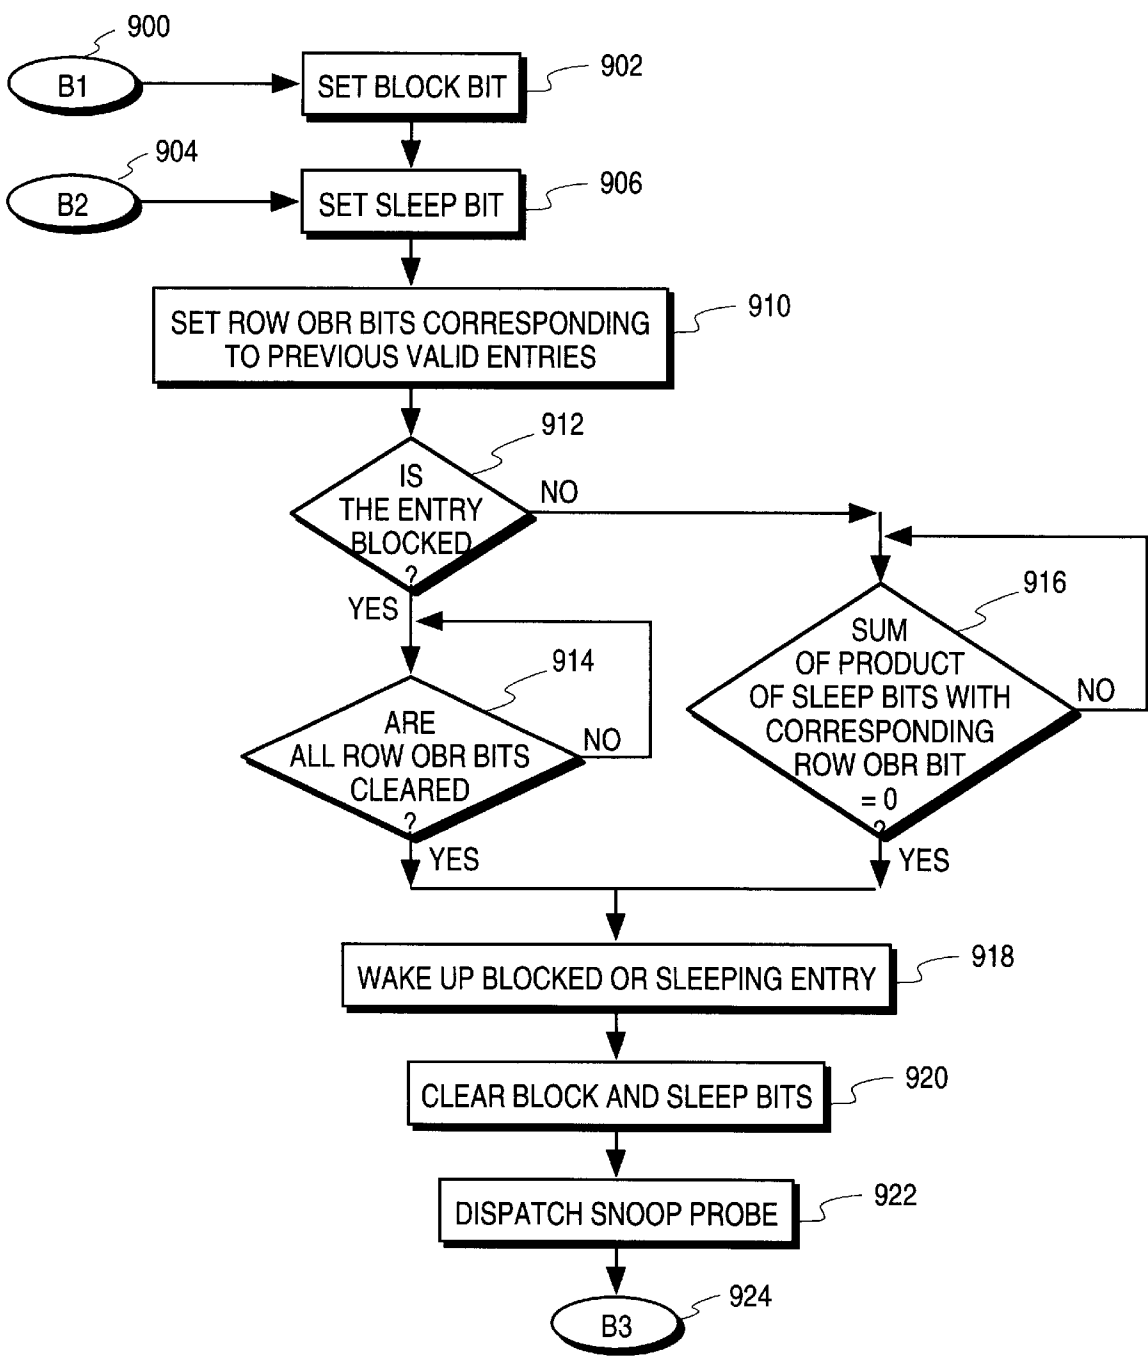 900
B1
SET BLOCK BIT
902
904
B2
SET SLEEP BIT
906
SET ROW OBR BITS CORRESPONDING
TO PREVIOUS VALID ENTRIES
910
912
IS
THE ENTRY
BLOCKED
?
NO
YES
914
ARE
ALL ROW OBR BITS
CLEARED
?
NO
YES
916
SUM
OF PRODUCT
OF SLEEP BITS WITH
CORRESPONDING
ROW OBR BIT
= 0
?
NO
YES
WAKE UP BLOCKED OR SLEEPING ENTRY
918
CLEAR BLOCK AND SLEEP BITS
920
DISPATCH SNOOP PROBE
922
B3
924